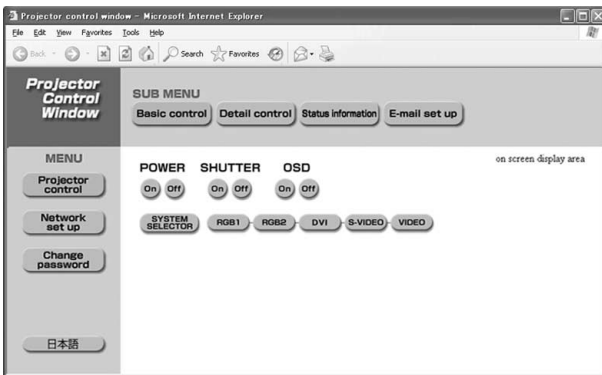 Projector control window - Microsoft Internet Explorer
File Edit View Favorites Tools Help
Back Search Favorites
Projector
Control
Window
SUB MENU
Basic control Detail control Status information E-mail set up
MENU
Projector
control
Network
set up
Change
password
日本語
POWER SHUTTER OSD
On Off On Off On Off
SYSTEM
SELECTOR
RGB1 RGB2 DVI S-VIDEO VIDEO
on screen display area